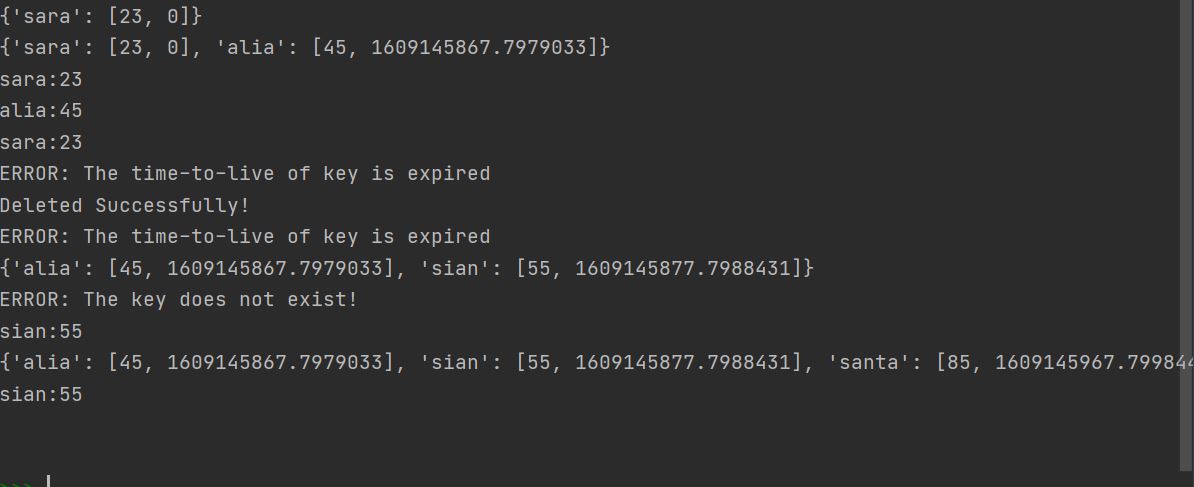 {'sara': [23, 0]}
{'sara': [23, 0], 'alia': [45, 1609145867.7979033]}
sara:23
alia:45
sara:23
ERROR: The time-to-live of key is expired
Deleted Successfully!
ERROR: The time-to-live of key is expired
{'alia': [45, 1609145867.7979033], 'sian': [55, 1609145877.7988431]}
ERROR: The key does not exist!
sian:55
{'alia': [45, 1609145867.7979033], 'sian': [55, 1609145877.7988431], 'santa': [85, 1609145967.799844
sian:55
>>>